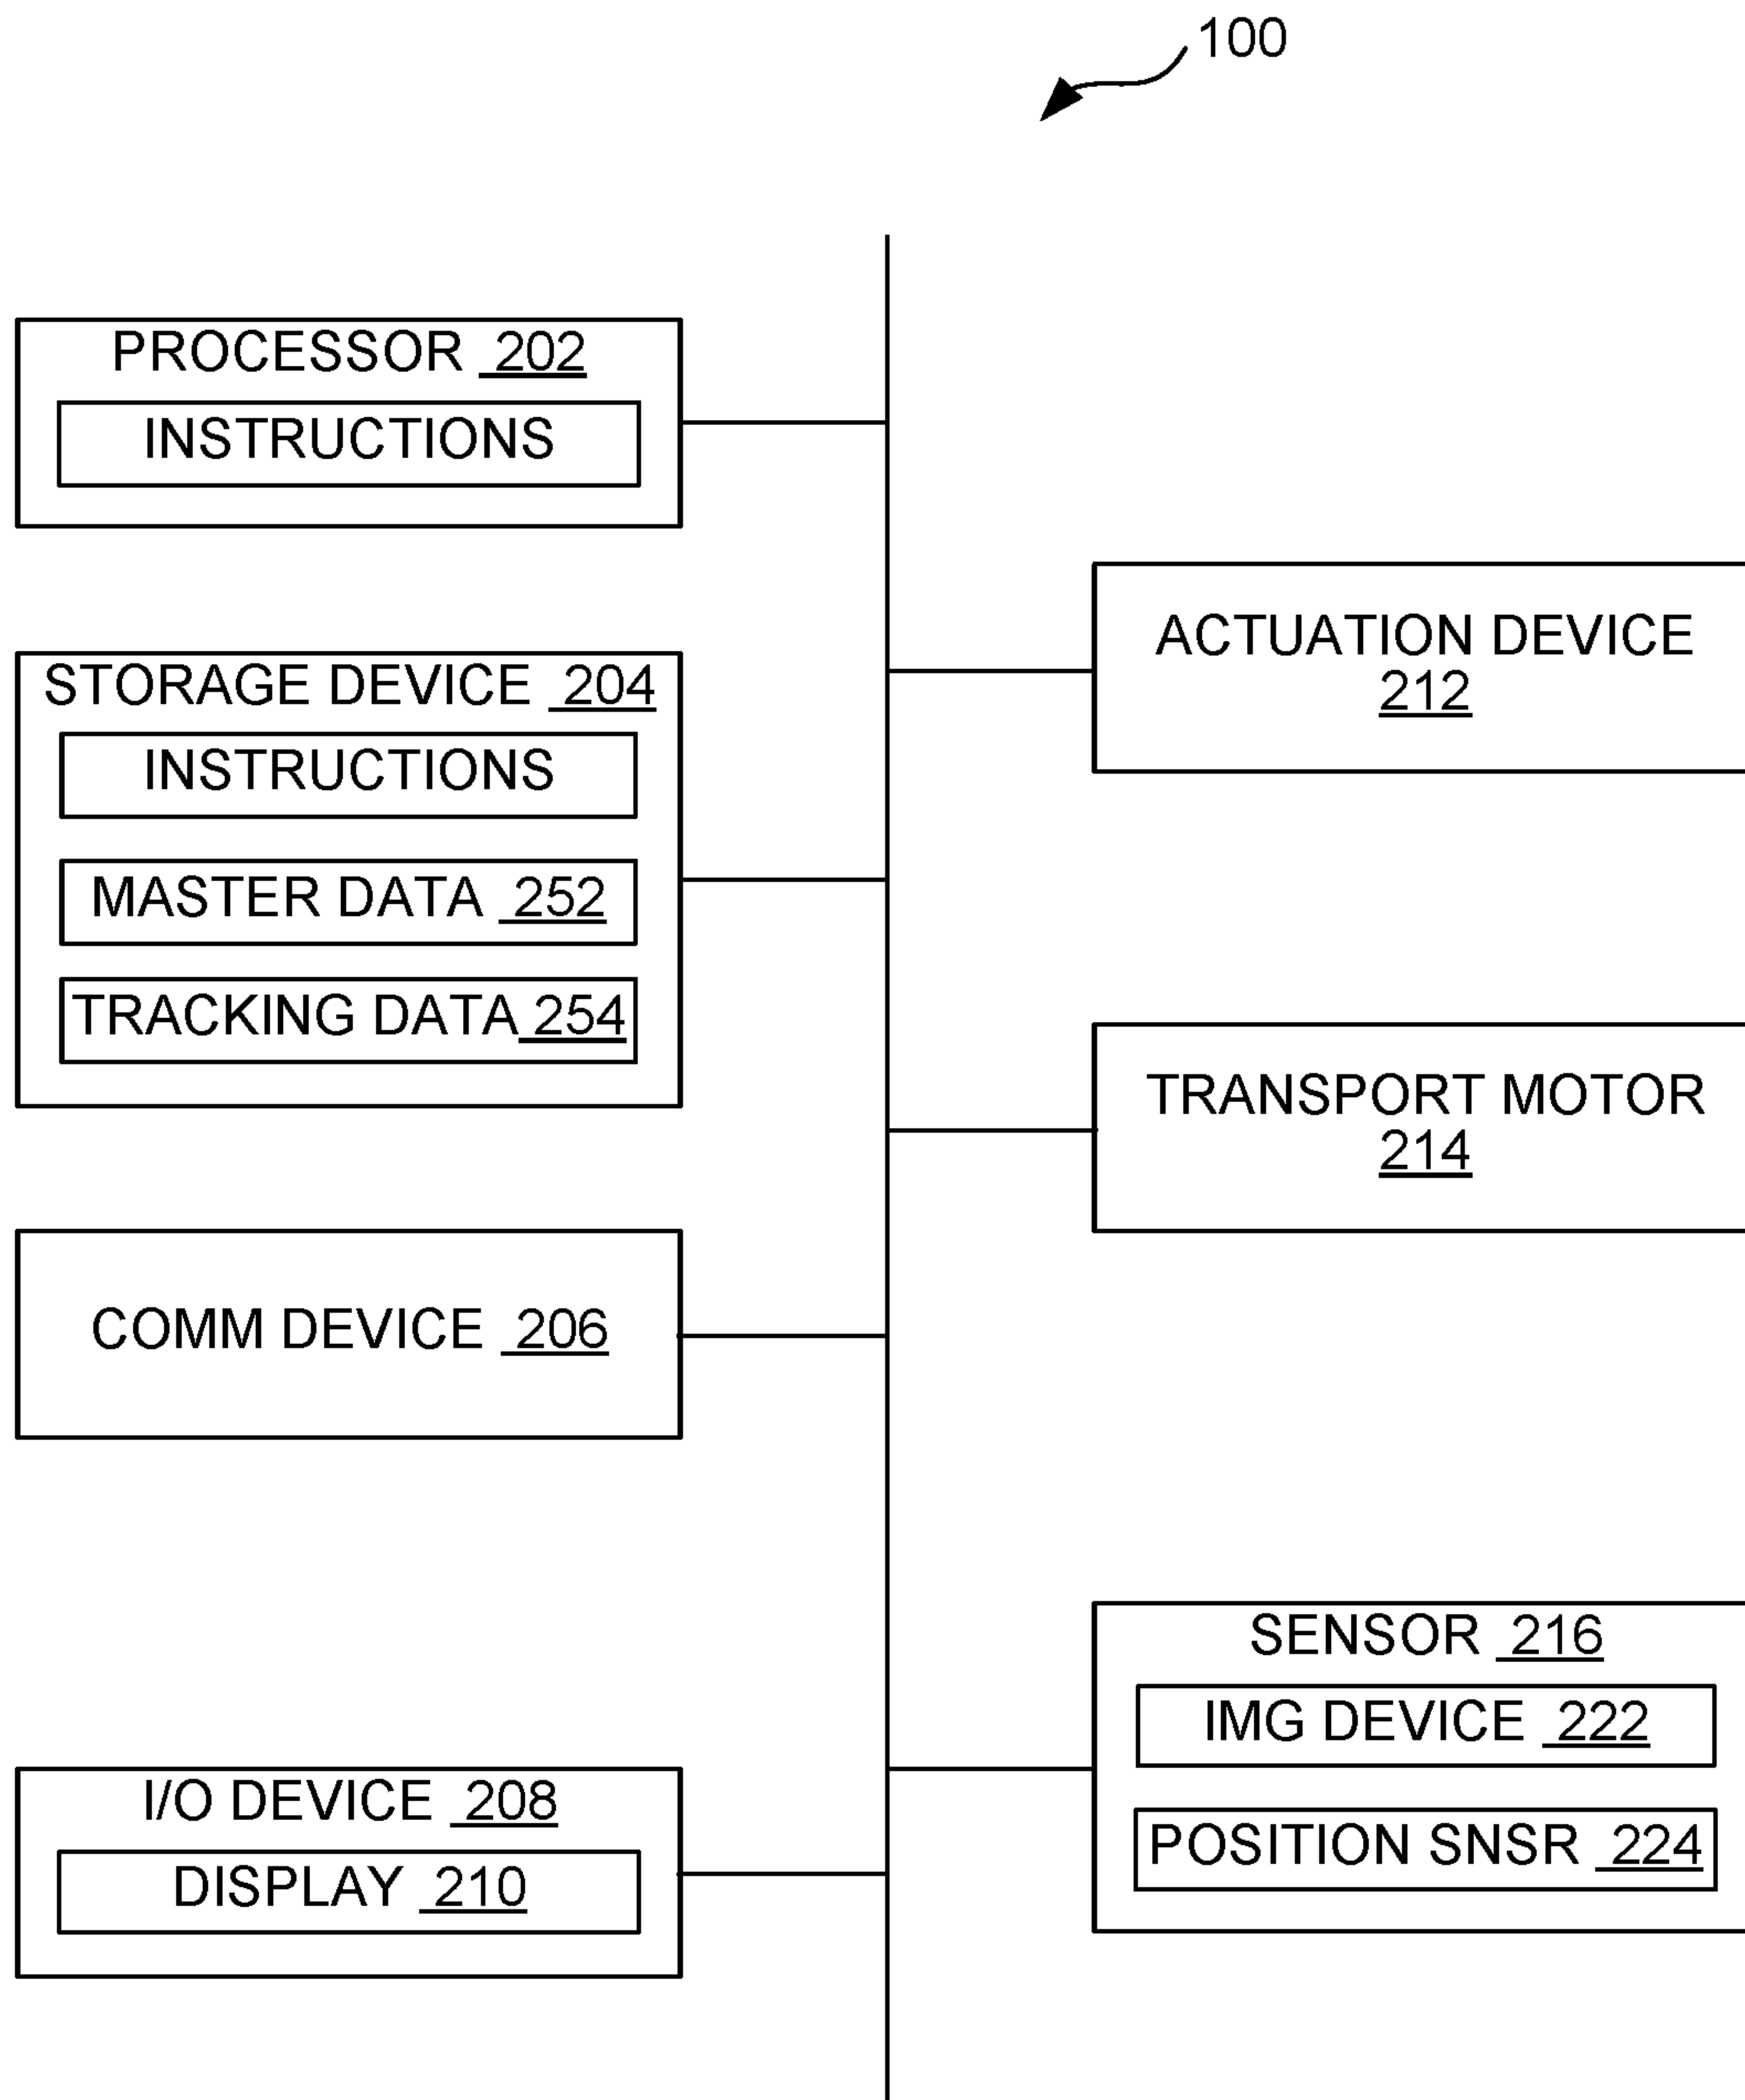 100
PROCESSOR 202
INSTRUCTIONS
STORAGE DEVICE 204
INSTRUCTIONS
MASTER DATA 252
TRACKING DATA 254
COMM DEVICE 206
I/O DEVICE 208
DISPLAY 210
ACTUATION DEVICE
212
TRANSPORT MOTOR
214
SENSOR 216
IMG DEVICE 222
POSITION SNSR 224